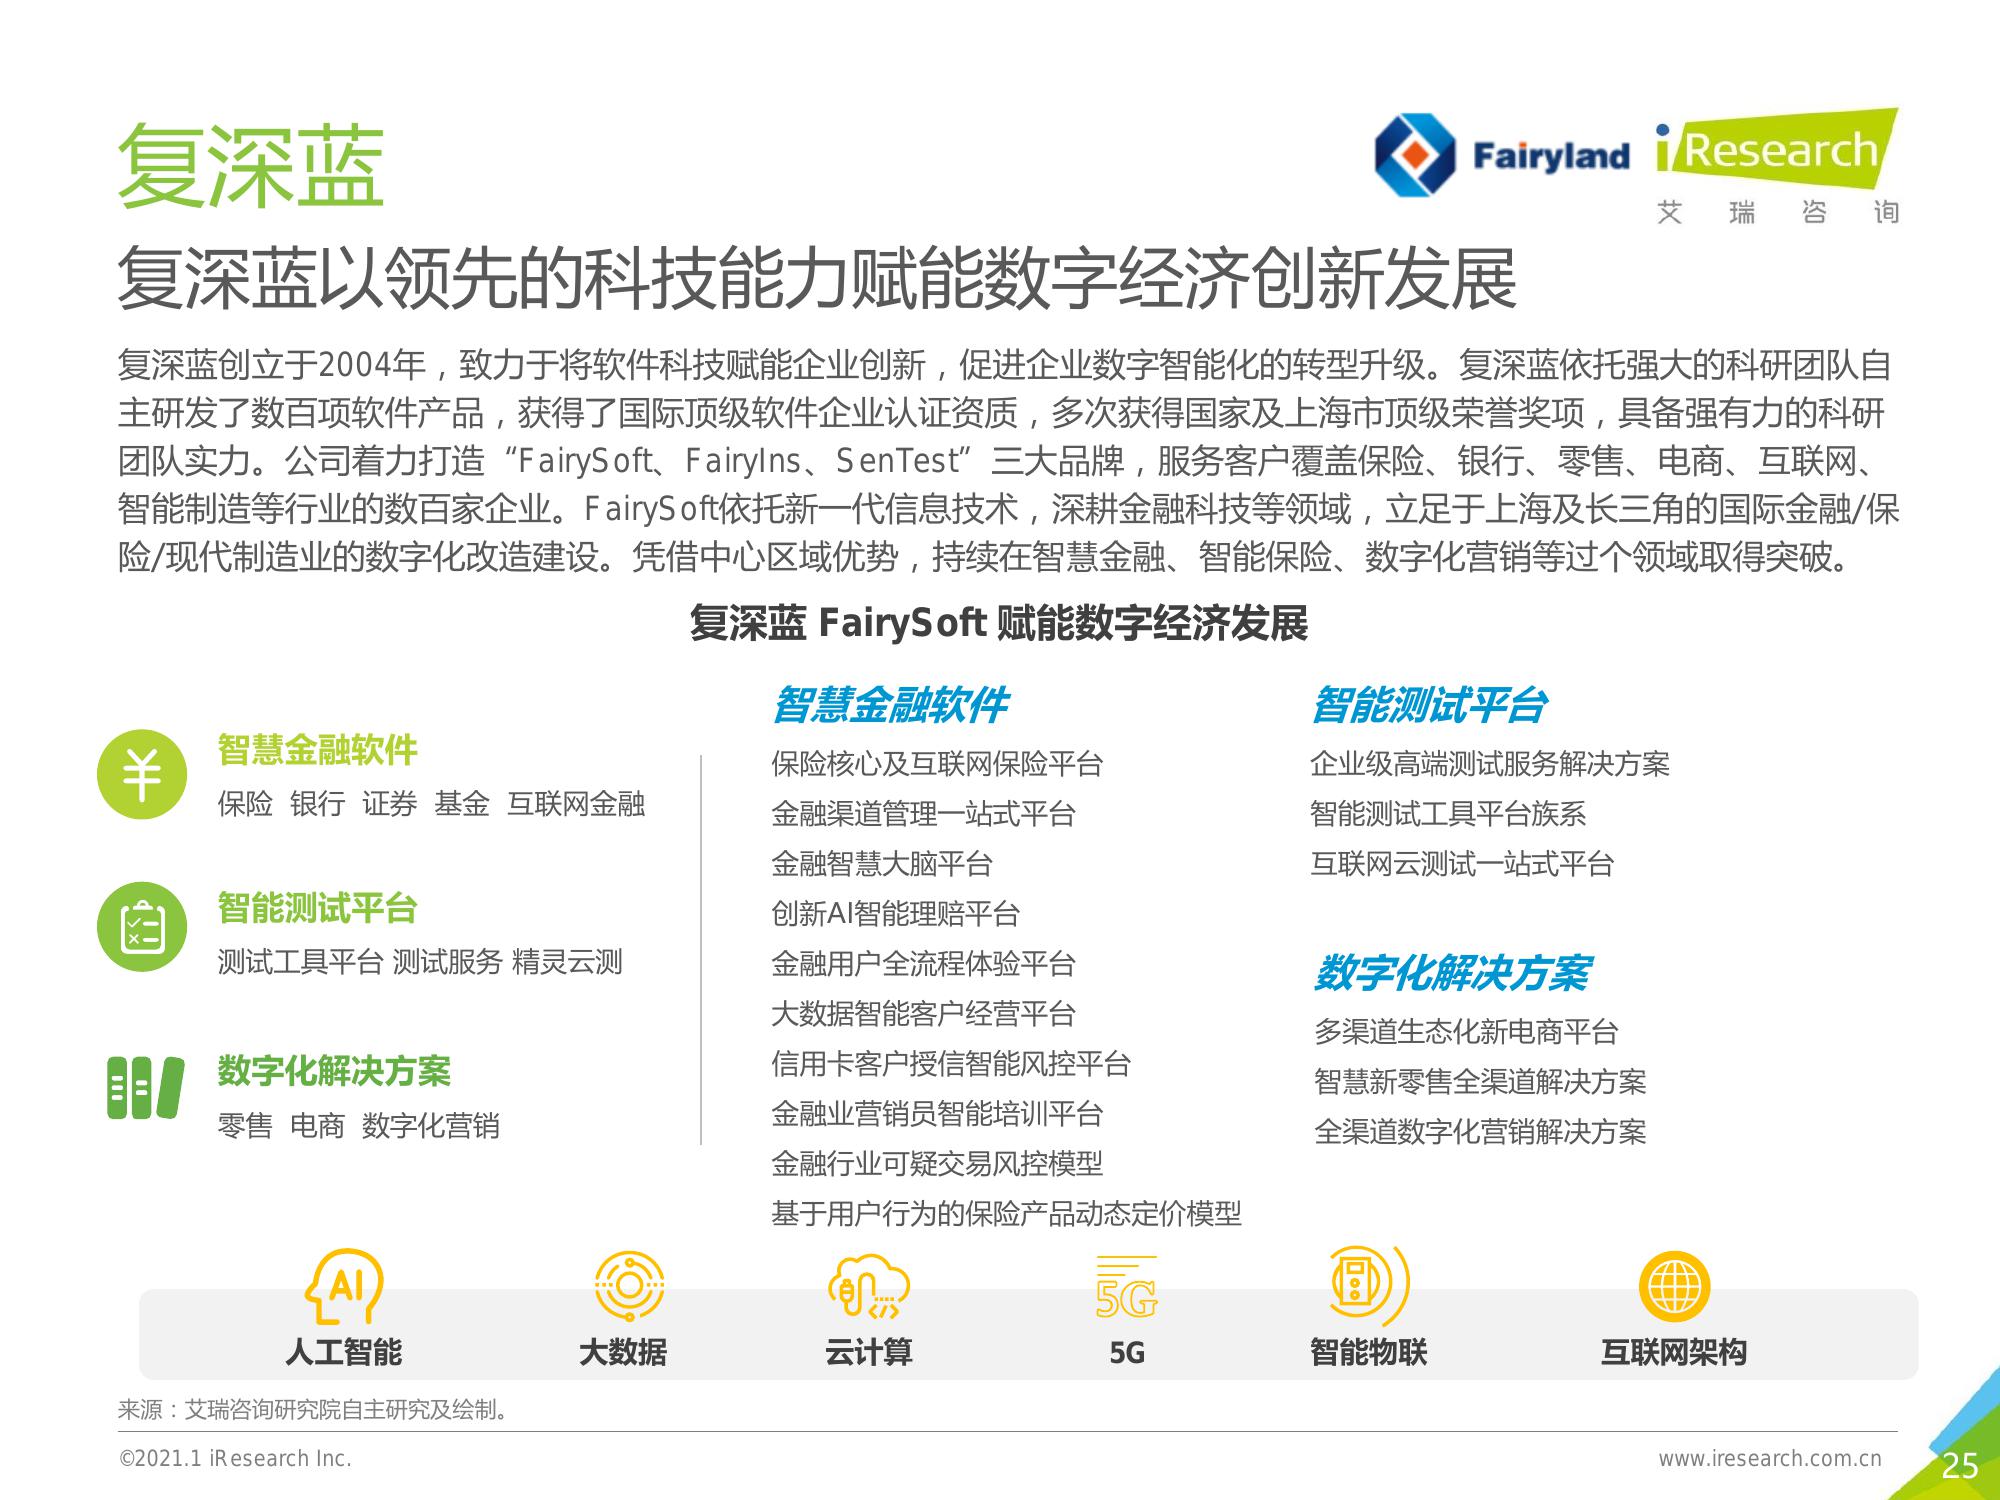 复深蓝
Fairyland
iResearch
艾瑞咨询
复深蓝以领先的科技能力赋能数字经济创新发展
复深蓝创立于2004年，致力于将软件科技赋能企业创新，促进企业数字智能化的转型升级。复深蓝依托强大的科研团队自
主研发了数百项软件产品，获得了国际顶级软件企业认证资质，多次获得国家及上海市顶级荣誉奖项，具备强有力的科研
团队实力。公司着力打造“FairySoft、FairyIns、SenTest”三大品牌，服务客户覆盖保险、银行、零售、电商、互联网、
智能制造等行业的数百家企业。FairySoft依托新一代信息技术，深耕金融科技等领域，立足于上海及长三角的国际金融/保
险/现代制造业的数字化改造建设。凭借中心区域优势，持续在智慧金融、智能保险、数字化营销等过个领域取得突破。
复深蓝 FairySoft 赋能数字经济发展
智慧金融软件
保险 银行 证券 基金 互联网金融
智能测试平台
测试工具平台 测试服务 精灵云测
数字化解决方案
零售 电商 数字化营销
智慧金融软件
保险核心及互联网保险平台
金融渠道管理一站式平台
金融智慧大脑平台
创新AI智能理赔平台
金融用户全流程体验平台
大数据智能客户经营平台
信用卡客户授信智能风控平台
金融业营销员智能培训平台
金融行业可疑交易风控模型
基于用户行为的保险产品动态定价模型
智能测试平台
企业级高端测试服务解决方案
智能测试工具平台族系
互联网云测试一站式平台
数字化解决方案
多渠道生态化新电商平台
智慧新零售全渠道解决方案
全渠道数字化营销解决方案
AI
5G
人工智能 大数据 云计算 5G 智能物联 互联网架构
来源：艾瑞咨询研究院自主研究及绘制。
©2021.1 iResearch Inc.
www.iresearch.com.cn
25